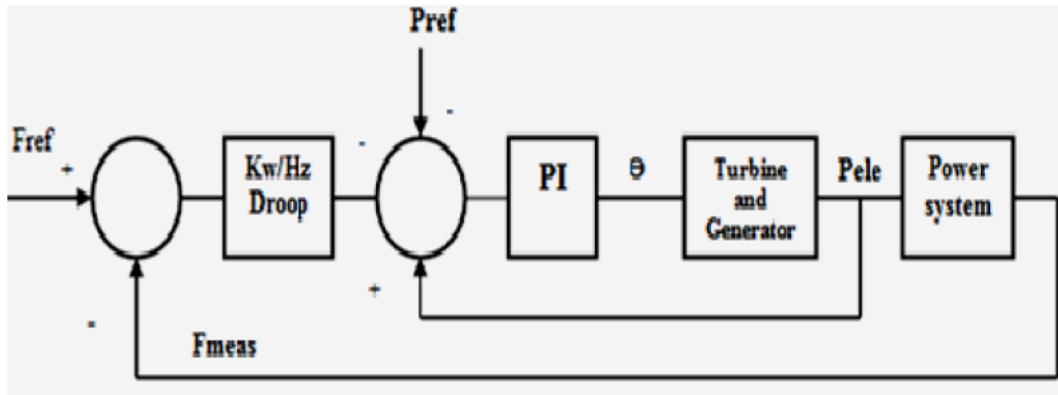 Pref
-
Fref
+
-
Kw/Hz
Droop
PI
θ
Turbine
and
Generator
Pele
Power
system
+
-
Fmeas